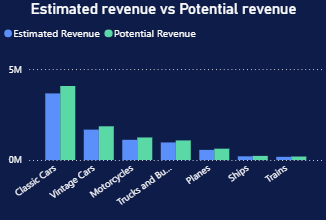 Estimated revenue vs Potential revenue
Estimated Revenue Potential Revenue
5M
0M
Classic Cars
Vintage Cars
Motorcycles
Trucks and Bu...
Planes
Ships
Trains